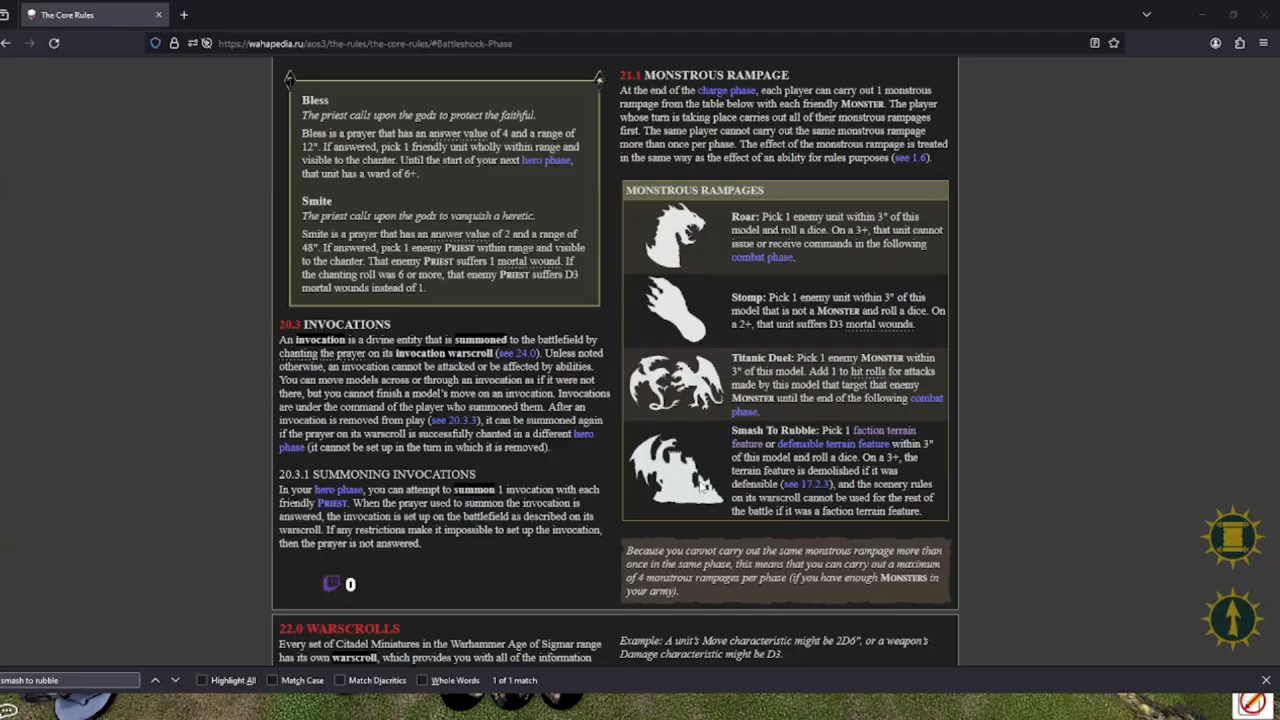 The Core Rules
https://wahapedia.ru/aos3/the-rules/the-core-rules/#Battleshock-Phase
Bless
The priest calls upon the gods to protect the faithful.
Bless is a prayer that has an answer value of 4 and a range of
12". If answered, pick 1 friendly unit wholly within range and
visible to the chanter. Until the start of your next hero phase,
that unit has a ward of 6+.
Smite
The priest calls upon the gods to vanquish a heretic.
Smite is a prayer that has an answer value of 2 and a range of
48". If answered, pick 1 enemy PRIEST within range and visible
to the chanter. That enemy PRIEST suffers 1 mortal wound. If
the chanting roll was 6 or more, that enemy PRIEST suffers D3
mortal wounds instead of 1.
20.3 INVOCATIONS
An invocation is a divine entity that is summoned to the battlefield by
chanting the prayer on its invocation warscroll (see 24.0). Unless noted
otherwise, an invocation cannot be attacked or be affected by abilities.
You can move models across or through an invocation as if it were not
there, but you cannot finish a model's move on an invocation. Invocations
are under the command of the player who summoned them. After an
invocation is removed from play (see 20.3.3), it can be summoned again
if the prayer on its warscroll is successfully chanted in a different hero
phase (it cannot be set up in the turn in which it is removed).
20.3.1 SUMMONING INVOCATIONS
In your hero phase, you can attempt to summon 1 invocation with each
friendly PRIEST. When the prayer used to summon the invocation is
answered, the invocation is set up on the battlefield as described on its
warscroll. If any restrictions make it impossible to set up the invocation,
then the prayer is not answered.
0
21.1 MONSTROUS RAMPAGE
At the end of the charge phase, each player can carry out 1 monstrous
rampage from the table below with each friendly MONSTER. The player
whose turn is taking place carries out all of their monstrous rampages
first. The same player cannot carry out the same monstrous rampage
more than once per phase. The effect of the monstrous rampage is treated
in the same way as the effect of an ability for rules purposes (see 1.6).
MONSTROUS RAMPAGES
Roar: Pick 1 enemy unit within 3" of this
model and roll a dice. On a 3+, that unit cannot
issue or receive commands in the following
combat phase.
Stomp: Pick 1 enemy unit within 3" of this
model that is not a MONSTER and roll a dice. On
a 2+, that unit suffers D3 mortal wounds.
Titanic Duel: Pick 1 enemy MONSTER within
3" of this model. Add 1 to hit rolls for attacks
made by this model that target that enemy
MONSTER until the end of the following combat
phase.
Smash To Rubble: Pick 1 faction terrain
feature or defensible terrain feature within 3"
of this model and roll a dice. On a 3+, the
terrain feature is demolished if it was
defensible (see 17.2.3), and the scenery rules
on its warscroll cannot be used for the rest of
the battle if it was a faction terrain feature.
Because you cannot carry out the same monstrous rampage more than
once in the same phase, this means that you can carry out a maximum
of 4 monstrous rampages per phase (if you have enough MONSTERS in
your army).
22.0 WARSCROLLS
Every set of Citadel Miniatures in the Warhammer Age of Sigmar range
has its own warscroll, which provides you with all of the information
Example: A unit's Move characteristic might be 2D6", or a weapon's
Damage characteristic might be D3.
smash to rubble
Highlight All
Match Case
Match Diacritics
Whole Words
1 of 1 match